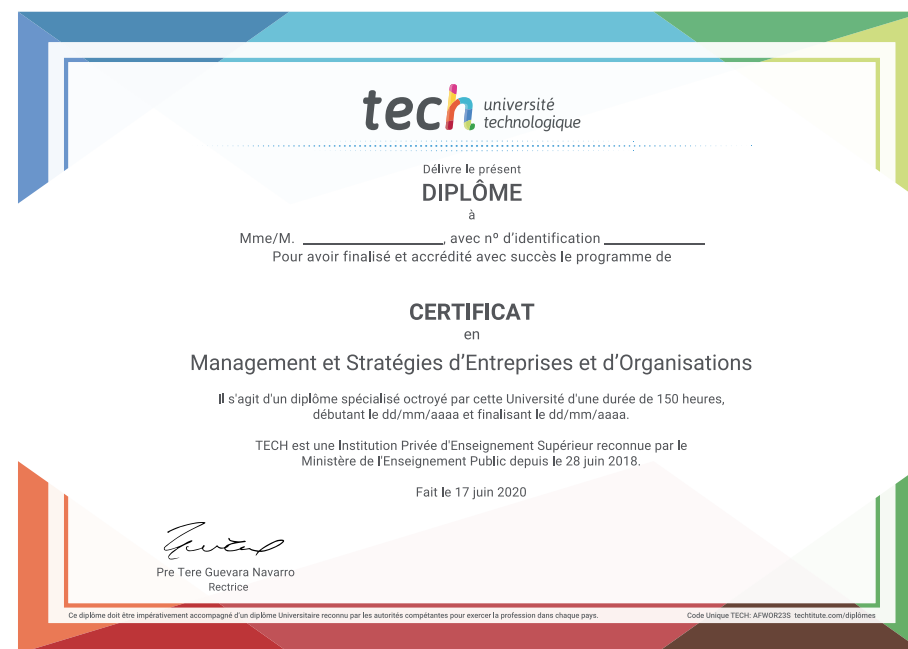 tech université
technologique
Délivre le présent
DIPLÔME
à
Mme/M. ____________________, avec nº d'identification ______________
Pour avoir finalisé et accrédité avec succès le programme de
CERTIFICAT
en
Management et Stratégies d'Entreprises et d'Organisations
Il s'agit d'un diplôme spécialisé octroyé par cette Université d'une durée de 150 heures,
débutant le dd/mm/aaaa et finalisant le dd/mm/aaaa.
TECH est une Institution Privée d'Enseignement Supérieur reconnue par le
Ministère de l'Enseignement Public depuis le 28 juin 2018.
Fait le 17 juin 2020
Pre Tere Guevara Navarro
Rectrice
Ce diplôme doit être impérativement accompagné d'un diplôme Universitaire reconnu par les autorités compétantes pour exercer la profession dans chaque pays. Code Unique TECH: AFWOR23S techtitute.com/diplômes